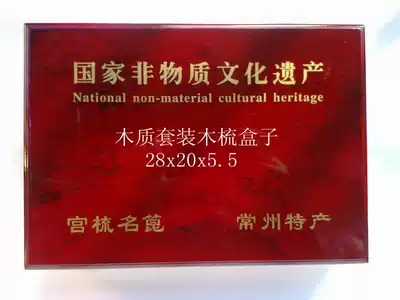 国家非物质文化遗产
National non-material cultural heritage
木质套装木梳盒子
28x20x5.5
宫梳名篦 常州特产